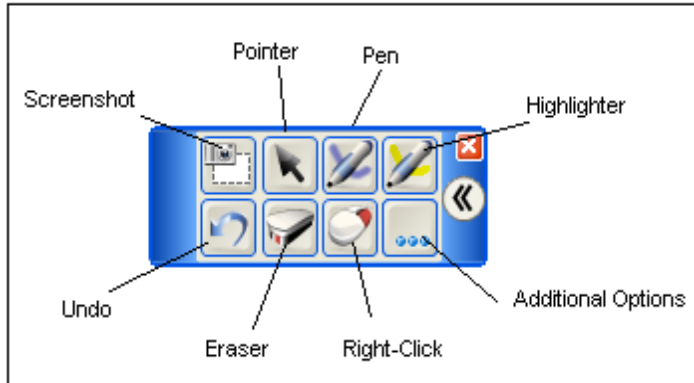 Pointer
Pen
Screenshot
Highlighter
Undo
Additional Options
Eraser
Right-Click